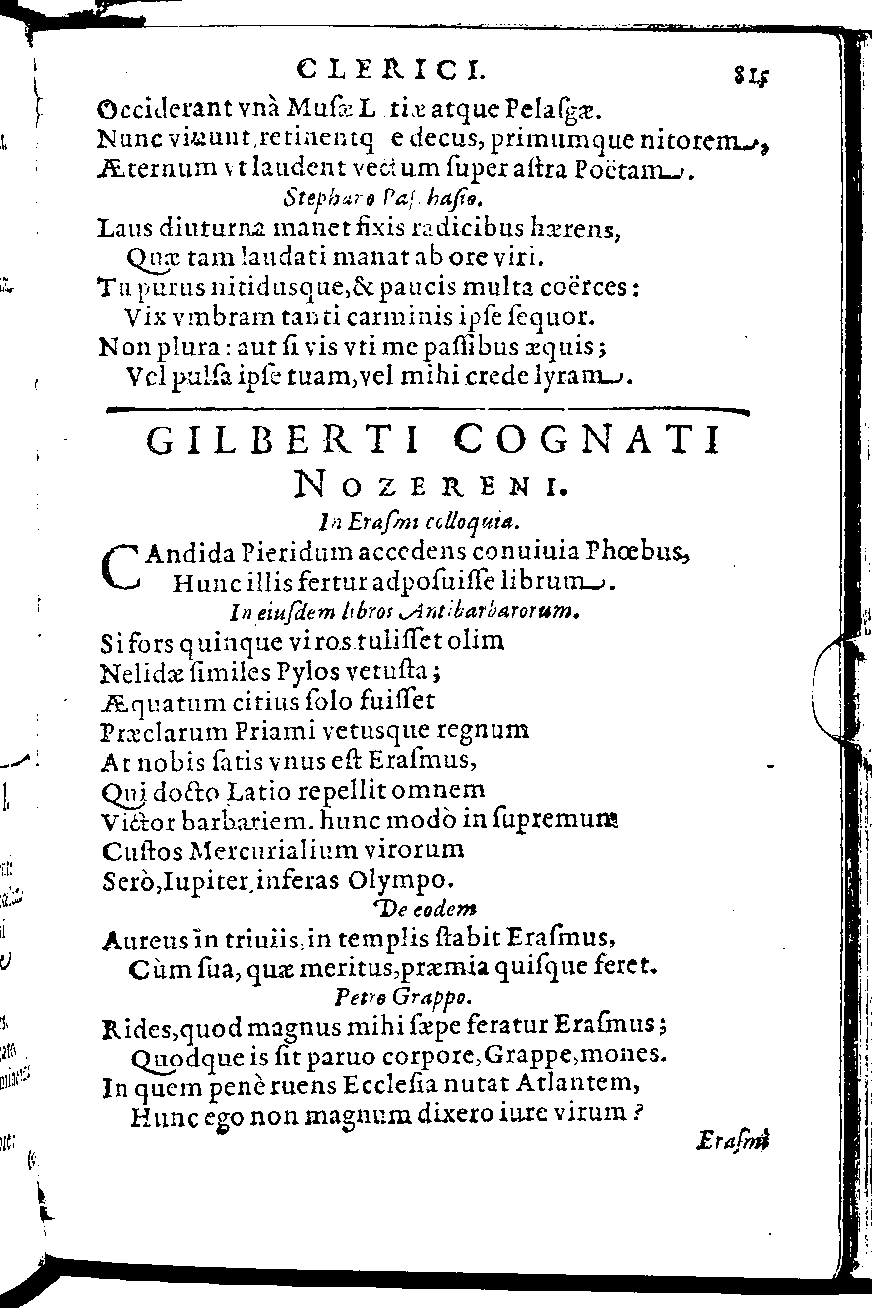 CLERICI. 815
Occiderant vnà Musæ L tiæ atque Pelasgæ.
Nunc viuunt, retinentq e decus, primumque nitorem,
Æternum vt laudent vectum super astra Poëtam.
Stephano Pas hasio.
Laus diuturna manet fixis radicibus hærens,
Quæ tam laudati manat ab ore viri.
Tu purus nitidusque, & paucis multa coërces:
Vix vmbram tanti carminis ipse sequor.
Non plura: aut si vis vti me passibus æquis;
Vel pulsa ipse tuam, vel mihi crede lyram.
GILBERTI COGNATI
NOZERENI.
In Erasmi colloquia.
CAndida Pieridum accedens conuiuia Phœbus,
Hunc illis fertur adposuisse librum.
In eiusdem libros Antibarbarorum.
Si fors quinque viros tulisset olim
Nelidæ similes Pylos vetusta;
Æquatum citius solo fuisset
Præclarum Priami vetusque regnum
At nobis satis vnus est Erasmus,
Qui docto Latio repellit omnem
Victor barbariem. hunc modò in supremum
Custos Mercurialium virorum
Serò, Iupiter, inferas Olympo.
De eodem
Aureus in triuiis, in templis stabit Erasmus,
Cùm sua, quæ meritus, præmia quisque feret.
Petro Grappo.
Rides, quod magnus mihi sæpe feratur Erasmus;
Quodque is sit paruo corpore, Grappe, mones.
In quem penè ruens Ecclesia nutat Atlantem,
Hunc ego non magnum dixero iure virum?
Erasmi